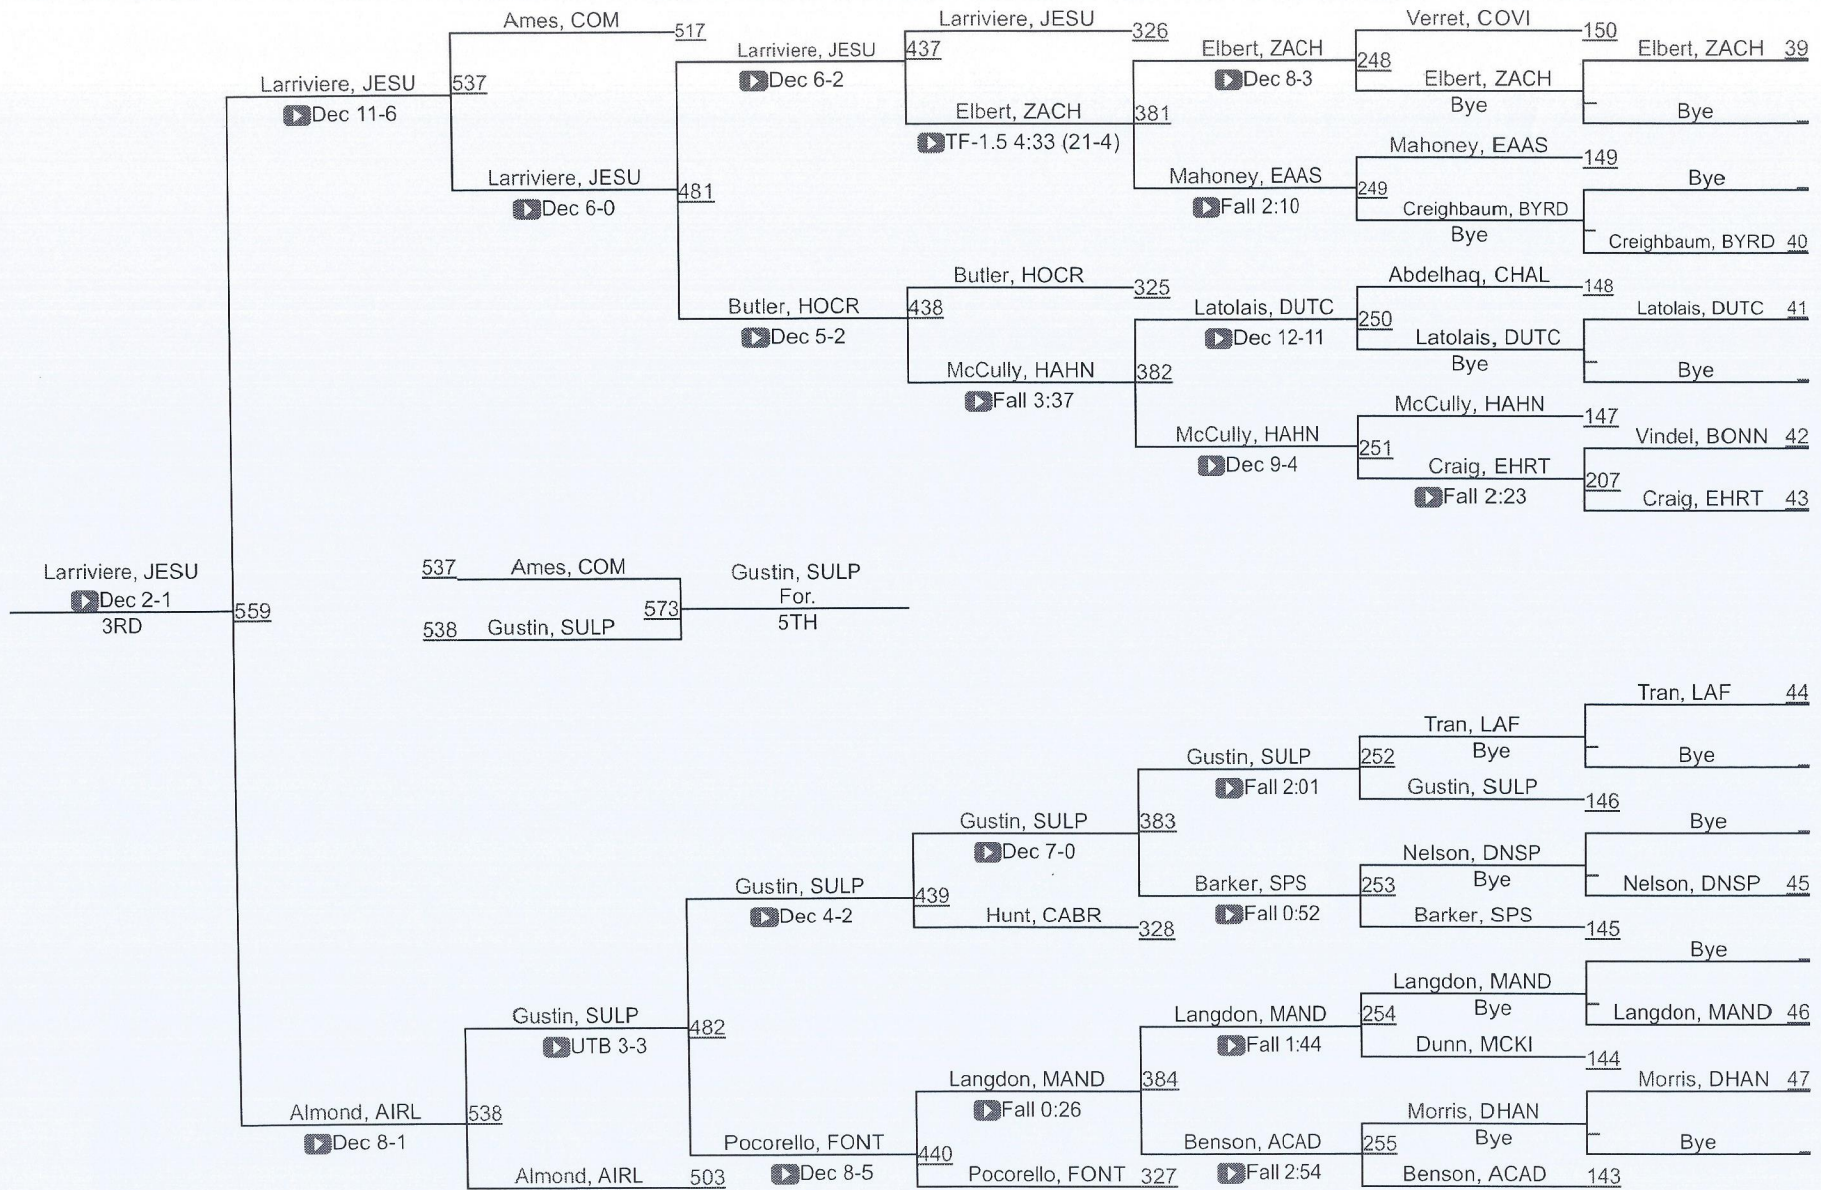 Ames, COM
517
Larriviere, JESU
326
Verret, COVI
150
Larriviere, JESU
437
Elbert, ZACH
248
Elbert, ZACH 39
Dec 6-2
Dec 8-3
Elbert, ZACH
Bye
Larriviere, JESU
537
Dec 11-6
Elbert, ZACH
381
Bye
TF-1.5 4:33 (21-4)
Mahoney, EAAS
149
Larriviere, JESU
481
Dec 6-0
Mahoney, EAAS
249
Fall 2:10
Bye
Creighbaum, BYRD
Bye
Creighbaum, BYRD 40
Butler, HOCR
325
Abdelhaq, CHAL
148
Butler, HOCR
438
Dec 5-2
Latolais, DUTC
250
Dec 12-11
Latolais, DUTC 41
Latolais, DUTC
Bye
McCully, HAHN
382
Fall 3:37
Bye
McCully, HAHN
147
McCully, HAHN
251
Dec 9-4
Vindel, BONN 42
Craig, EHRT
207
Fall 2:23
Craig, EHRT 43
Larriviere, JESU
Dec 2-1
559
3RD
537 Ames, COM
573
538 Gustin, SULP
Gustin, SULP
For.
5TH
Tran, LAF 44
Tran, LAF
Bye
Bye
Gustin, SULP
252
Fall 2:01
Gustin, SULP
146
Gustin, SULP
383
Dec 7-0
Bye
Nelson, DNSP
Bye
Gustin, SULP
439
Dec 4-2
Barker, SPS
253
Fall 0:52
Nelson, DNSP 45
Hunt, CABR
328
Barker, SPS
145
Bye
Langdon, MAND
Bye
Gustin, SULP
482
UTB 3-3
Langdon, MAND
254
Fall 1:44
Langdon, MAND 46
Dunn, MCKI
144
Langdon, MAND
384
Fall 0:26
Morris, DHAN 47
Almond, AIRL
538
Dec 8-1
Morris, DHAN
Bye
Pocorello, FONT
440
Dec 8-5
Benson, ACAD
255
Fall 2:54
Bye
Almond, AIRL 503
Pocorello, FONT 327
Benson, ACAD 143